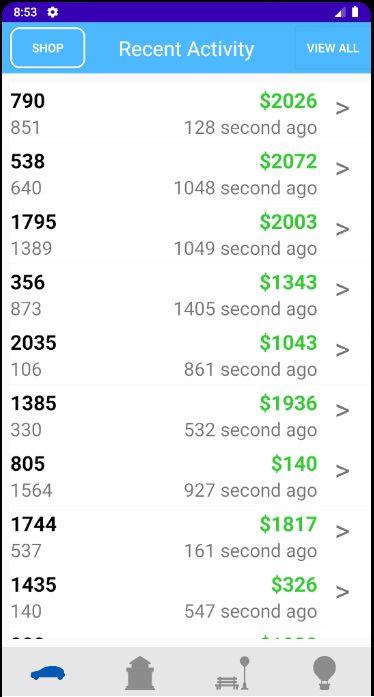 8:53
SHOP Recent Activity VIEW ALL
790 $2026 >
851 128 second ago
538 $2072 >
640 1048 second ago
1795 $2003 >
1389 1049 second ago
356 $1343 >
873 1405 second ago
2035 $1043 >
106 861 second ago
1385 $1936 >
330 532 second ago
805 $140 >
1564 927 second ago
1744 $1817 >
537 161 second ago
1435 $326 >
140 547 second ago